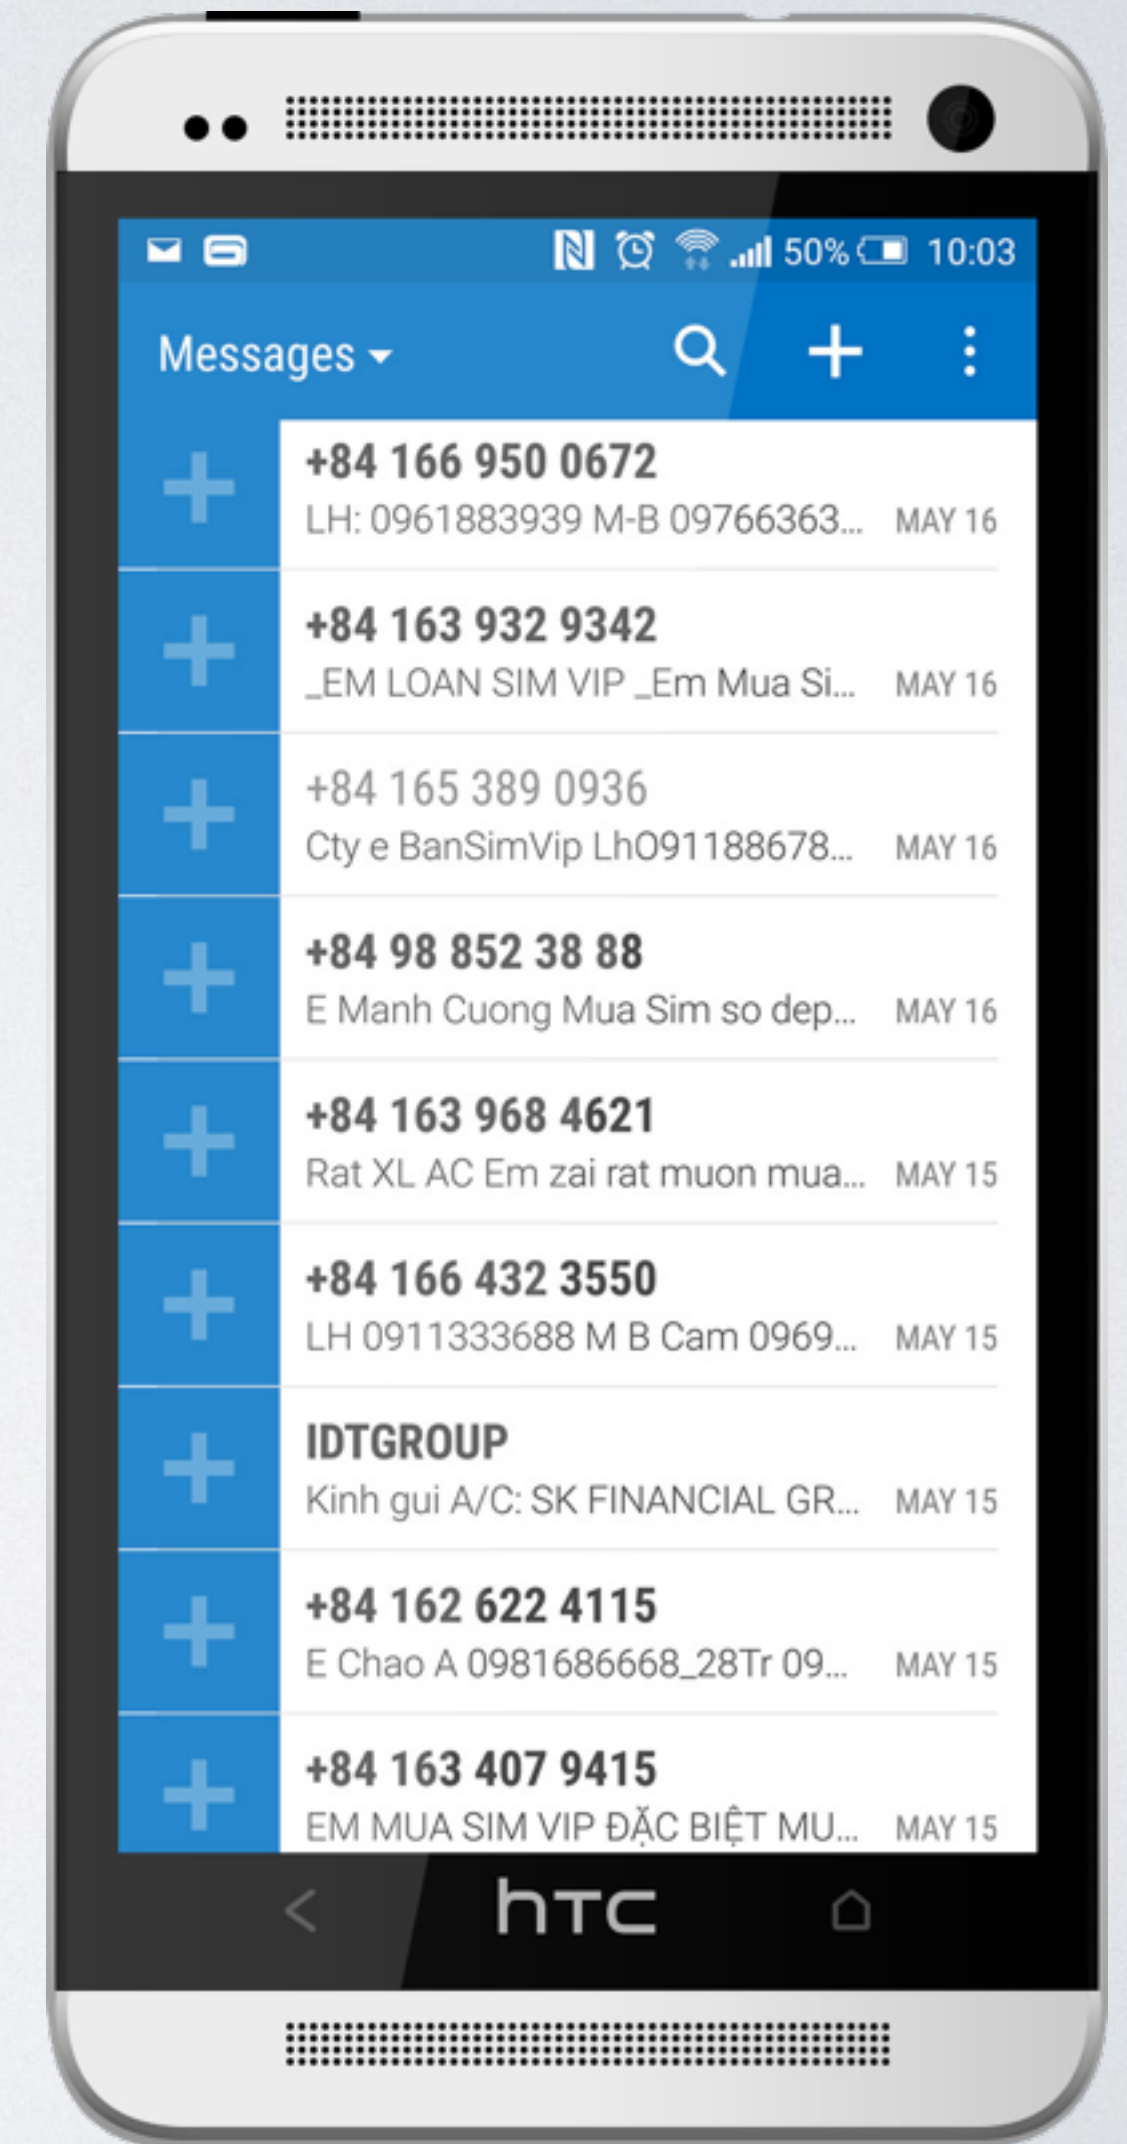 50% 10:03
Messages
+84 166 950 0672
LH: 0961883939 M-B 09766363... MAY 16
+84 163 932 9342
_EM LOAN SIM VIP _Em Mua Si... MAY 16
+84 165 389 0936
Cty e BanSimVip LhO91188678... MAY 16
+84 98 852 38 88
E Manh Cuong Mua Sim so dep... MAY 16
+84 163 968 4621
Rat XL AC Em zai rat muon mua... MAY 15
+84 166 432 3550
LH 0911333688 M B Cam 0969... MAY 15
IDTGROUP
Kinh gui A/C: SK FINANCIAL GR... MAY 15
+84 162 622 4115
E Chao A 0981686668_28Tr 09... MAY 15
+84 163 407 9415
EM MUA SIM VIP ĐẶC BIỆT MU... MAY 15
hTC